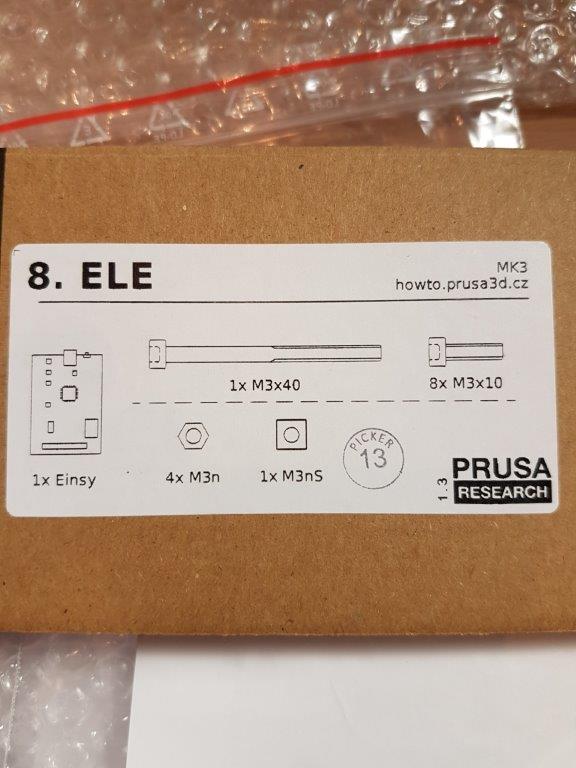 8. ELE
MK3
howto.prusa3d.cz
1x M3x40
8x M3x10
1x Einsy
4x M3n
1x M3nS
PICKER
13
1.3
PRUSA
RESEARCH